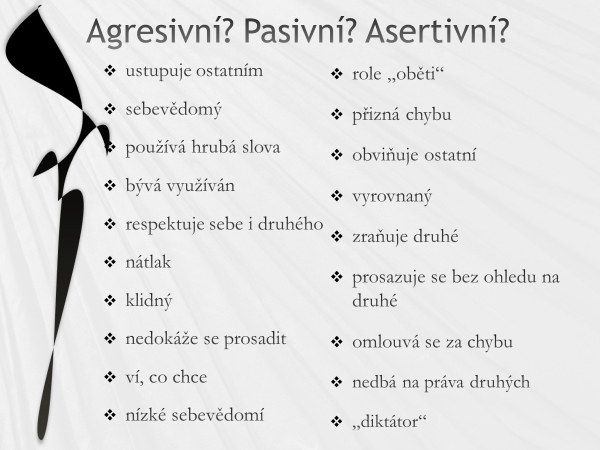 Agresivní? Pasivní? Asertivní?
❖ ustupuje ostatním
❖ sebevědomý
❖ používá hrubá slova
❖ bývá využíván
❖ respektuje sebe i druhého
❖ nátlak
❖ klidný
❖ nedokáže se prosadit
❖ ví, co chce
❖ nízké sebevědomí
❖ role „oběti“
❖ přizná chybu
❖ obviňuje ostatní
❖ vyrovnaný
❖ zraňuje druhé
❖ prosazuje se bez ohledu na
druhé
❖ omlouvá se za chybu
❖ nedbá na práva druhých
❖ „diktátor“